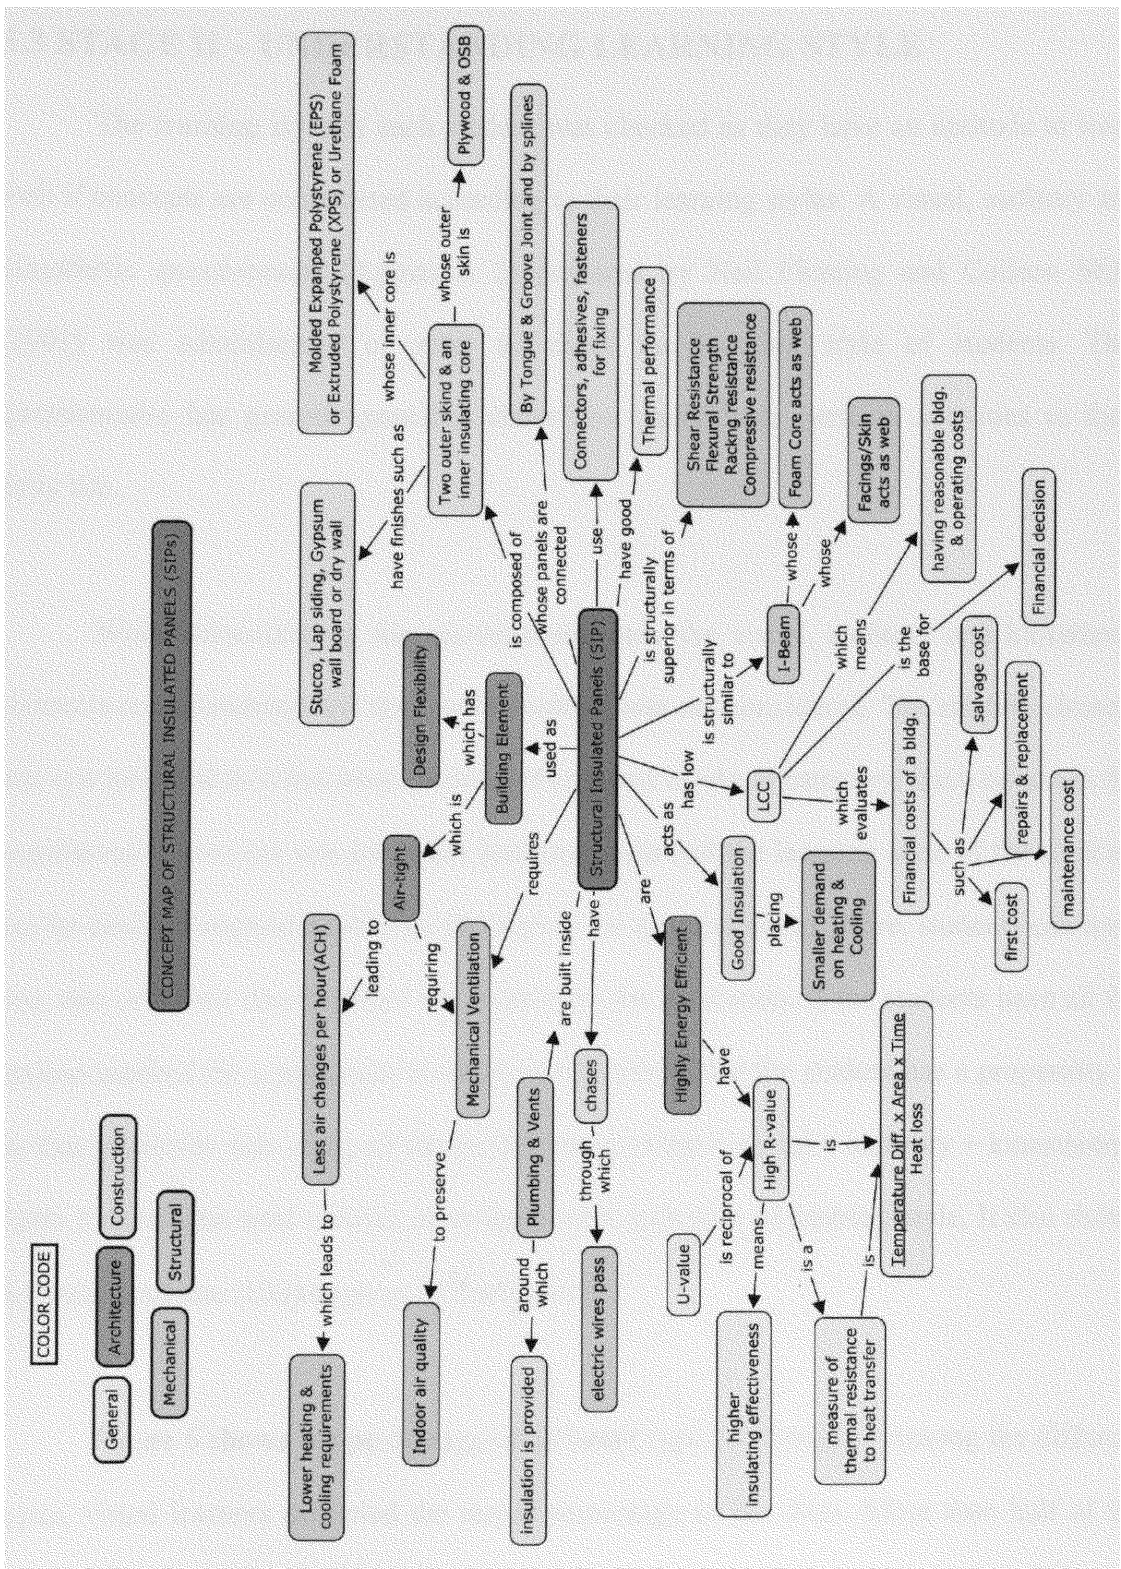 CONCEPT MAP OF STRUCTURAL INSULATED PANELS (SIPs)
COLOR CODE
General
Architecture
Construction
Mechanical
Structural
Lower heating &
cooling requirements
which leads to
Less air changes per hour(ACH)
leading to
Air-tight
requiring
which is
Stucco, Lap siding, Gypsum
wall board or dry wall
have finishes such as
Molded Expanped Polystyrene (EPS)
or Extruded Polystyrene (XPS) or Urethane Foam
whose inner core is
Two outer skind & an
inner insulating core
whose outer
skin is
Plywood & OSB
Design Flexibility
which has
Building Element
used as
is composed of
Indoor air quality
to preserve
Mechanical Ventilation
requires
whose panels are
connected
By Tongue & Groove Joint and by splines
insulation is provided
around
which
Plumbing & Vents
are built inside
electric wires pass
through
which
chases
have
Structural Insulated Panels (SIP)
use
Connectors, adhesives, fasteners
for fixing
have good
Thermal performance
is structurally
superior in terms of
Shear Resistance
Flexural Strength
Rackng resistance
Compressive resistance
are
Highly Energy Efficient
have
acts as
Good Insulation
placing
Smaller demand
on heating &
Cooling
has low
LCC
is structurally
similar to
I-Beam
whose
Foam Core acts as web
whose
Facings/Skin
acts as web
U-value
is reciprocal of
High R-value
means
higher
insulating effectiveness
is a
measure of
thermal resistance
to heat transfer
is
is
Temperature Diff. x Area x Time
Heat loss
which
means
having reasonable bldg.
& operating costs
is the
base for
Financial decision
which
evaluates
Financial costs of a bldg.
such as
first cost
maintenance cost
repairs & replacement
salvage cost